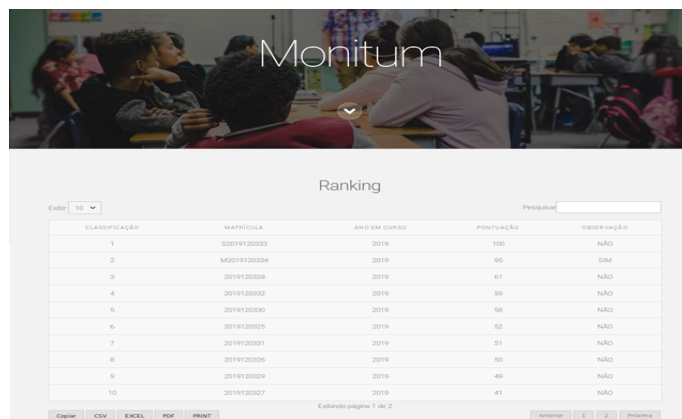 Monitum
Ranking
Exibir 10
Pesquisar
CLASSIFICAÇÃO MATRÍCULA ANO EM CURSO PONTUAÇÃO OBSERVAÇÃO
1 S2019120333 2019 100 NÃO
2 M2019120334 2019 95 SIM
3 2019120328 2019 61 NÃO
4 2019120332 2019 59 NÃO
5 2019120330 2019 58 NÃO
6 2019120325 2019 52 NÃO
7 2019120331 2019 51 NÃO
8 2019120326 2019 50 NÃO
9 2019120329 2019 49 NÃO
10 2019120327 2019 41 NÃO
Exibindo página 1 de 2
Copiar CSV EXCEL PDF PRINT Anterior 1 2 Próxima